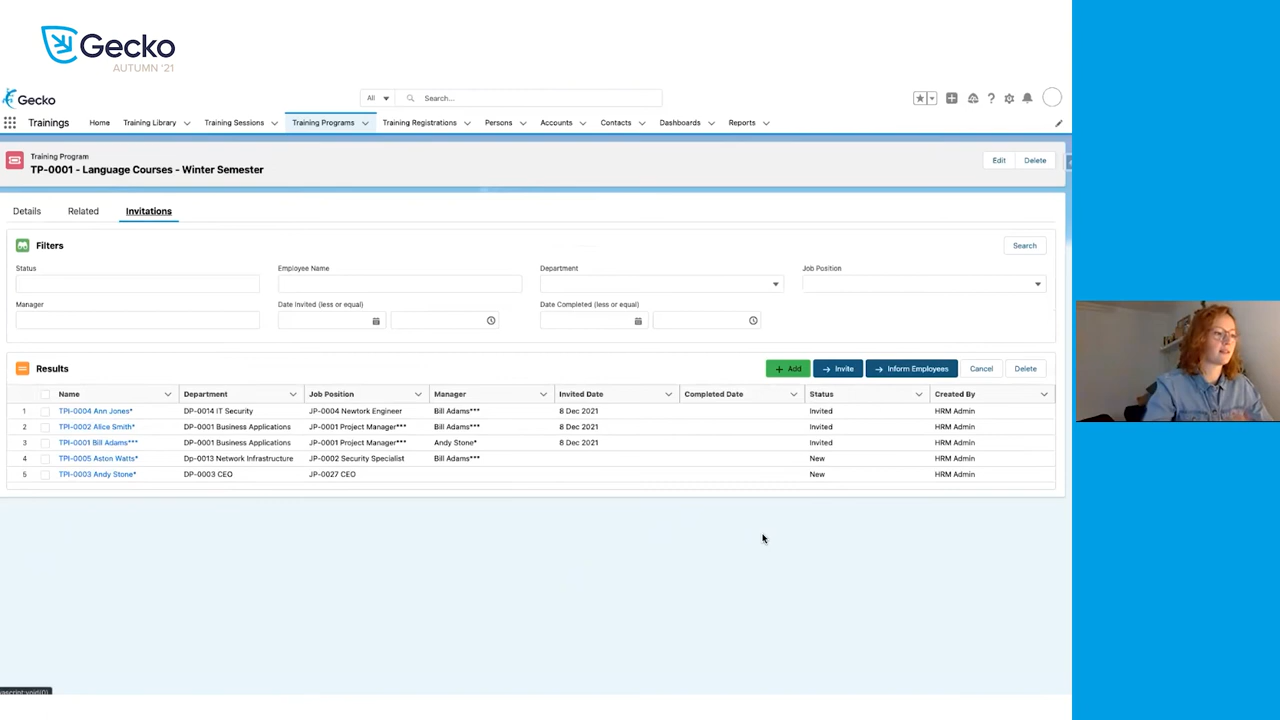 Gecko
AUTUMN '21
Gecko
All
Search...
Trainings Home Training Library Training Sessions Training Programs Training Registrations Persons Accounts Contacts Dashboards Reports
Training Program
TP-0001 - Language Courses - Winter Semester
Edit Delete
Details Related Invitations
Filters Search
Status Employee Name Department Job Position
Manager Date Invited (less or equal) Date Completed (less or equal)
Results + Add → Invite → Inform Employees Cancel Delete
Name Department Job Position Manager Invited Date Completed Date Status Created By
1 TPI-0004 Ann Jones* DP-0014 IT Security JP-0004 Newtork Engineer Bill Adams*** 8 Dec 2021 Invited HRM Admin
2 TPI-0002 Alice Smith* DP-0001 Business Applications JP-0001 Project Manager*** Bill Adams*** 8 Dec 2021 Invited HRM Admin
3 TPI-0001 Bill Adams*** DP-0001 Business Applications JP-0001 Project Manager*** Andy Stone* 8 Dec 2021 Invited HRM Admin
4 TPI-0005 Aston Watts* Dp-0013 Network Infrastructure JP-0002 Security Specialist Bill Adams*** New HRM Admin
5 TPI-0003 Andy Stone* DP-0003 CEO JP-0027 CEO New HRM Admin
ascript:void(0)